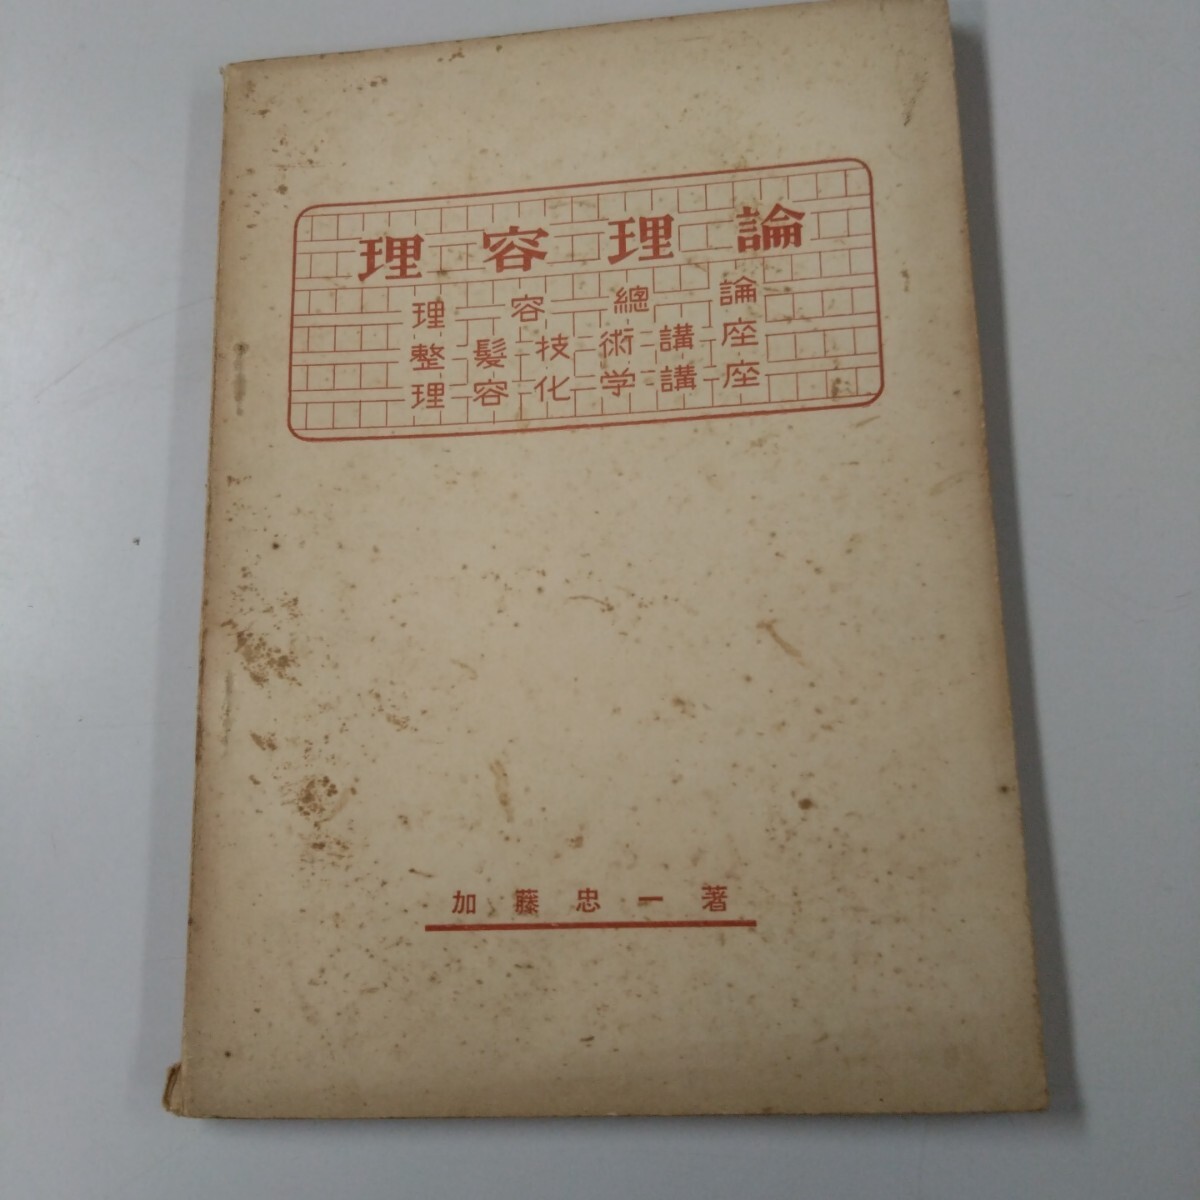 理容理論
理容總論
整髪技術講座
理容化学講座
加藤忠一著